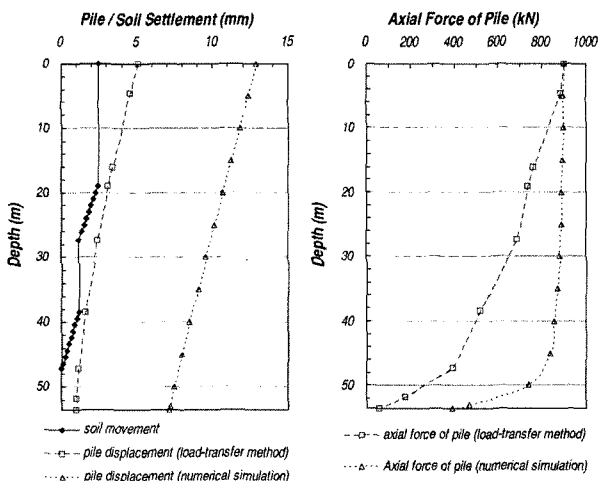 Pile / Soil Settlement (mm)
0 5 10 15
0
10
20
30
40
50
Depth (m)
soil movement
pile displacement (load-transfer method)
pile displacement (numerical simulation)
Axial Force of Pile (kN)
0 200 400 600 800 1000
0
10
20
30
40
50
Depth (m)
axial force of pile (load-transfer method)
Axial force of pile (numerical simulation)